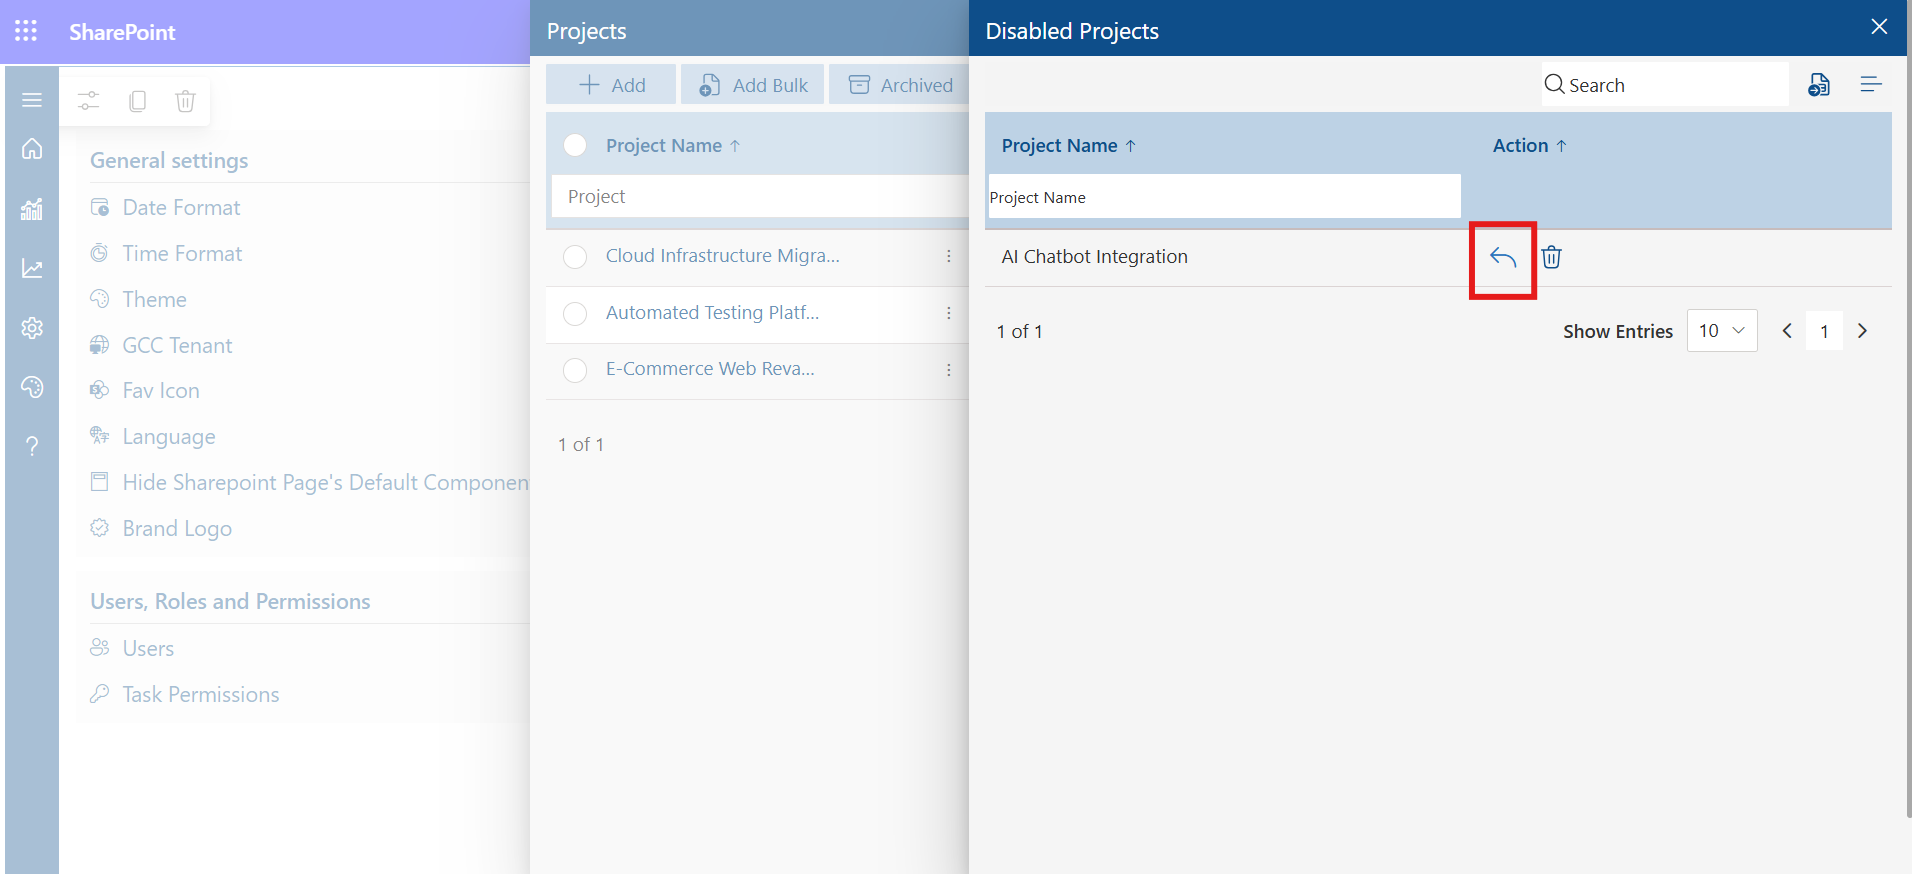 SharePoint
General settings
Date Format
Time Format
Theme
GCC Tenant
Fav Icon
Language
Hide Sharepoint Page's Default Componen
Brand Logo
Users, Roles and Permissions
Users
Task Permissions
Projects
Add
Add Bulk
Archived
Project Name
Project
Cloud Infrastructure Migra...
Automated Testing Platf...
E-Commerce Web Reva...
1 of 1
Disabled Projects
Search
Project Name
Action
Project Name
AI Chatbot Integration
1 of 1
Show Entries
10
1